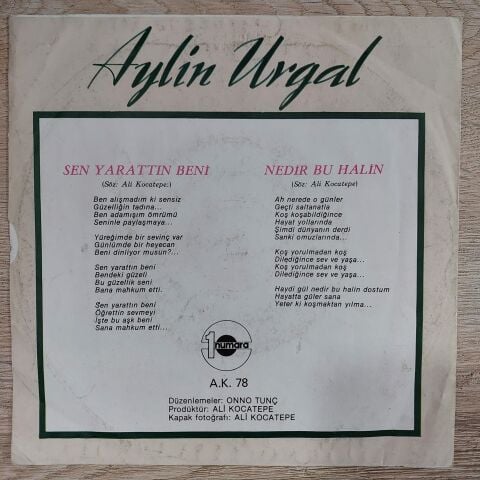 Aylin Urgal
SEN YARATTIN BENİ
(Söz: Ali Kocatepe:)
Ben alışmadım ki sensiz
Güzelliğin tadına...
Ben adamışım ömrümü
Seninle paylaşmaya...
Yüreğimde bir sevinç var
Gönlümde bir heyecan
Beni diniliyor musun?...
Sen yarattın beni
Bendeki güzeli
Bu güzellik seni
Bana mahkum etti.
Sen yarattın beni
Öğrettin sevmeyi
İşte bu aşk beni
Sana mahkum etti...
NEDİR BU HALİN
(Söz: Ali Kocatepe)
Ah nerede o günler
Geçti saltanatla
Koş koşabildiğince
Hayat yollarında
Şimdi dünyanın derdi
Sanki omuzlarında...
Koş yorulmadan koş
Dilediğince sev ve yaşa...
Koş yorulmadan koş
Dilediğince sev ve yaşa...
Haydi gül nedir bu halin dostum
Hayatta güler sana
Yeter ki koşmaktan yılma...
1 numara
A.K. 78
Düzenlemeler: ONNO TUNÇ
Prodüktür: ALİ KOCATEPE
Kapak fotoğrafı: ALİ KOCATEPE